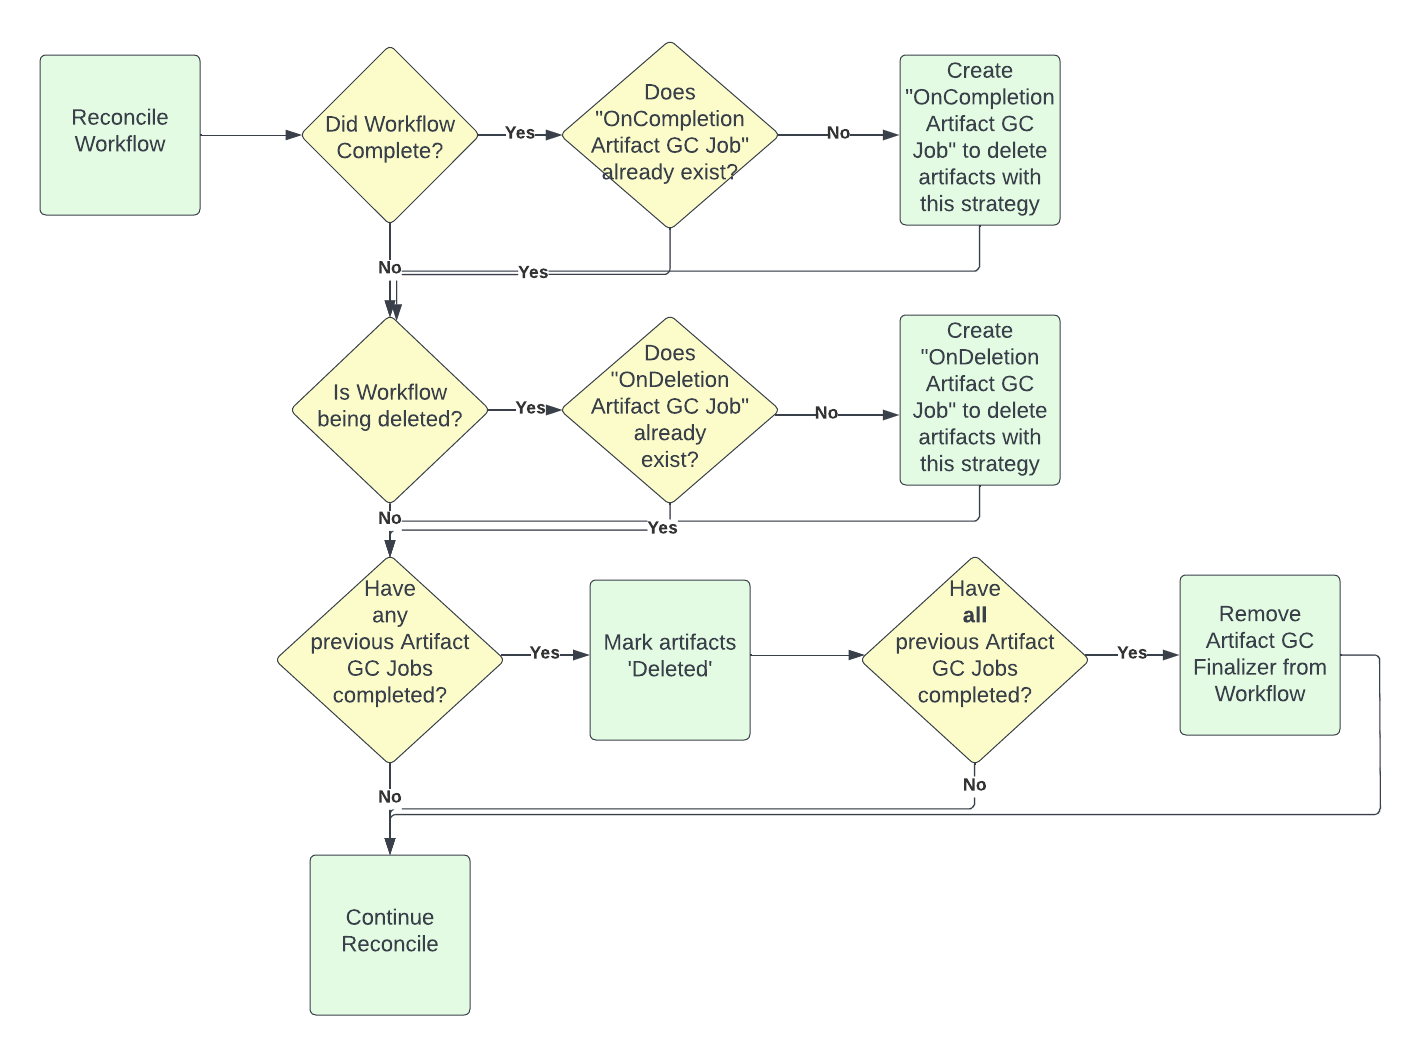 Reconcile
Workflow
Did Workflow
Complete?
Yes
Does
"OnCompletion
Artifact GC Job"
already exist?
No
Create
"OnCompletion
Artifact GC
Job" to delete
artifacts with
this strategy
No
Yes
Is Workflow
being deleted?
Yes
Does
"OnDeletion
Artifact GC Job"
already
exist?
No
Create
"OnDeletion
Artifact GC
Job" to delete
artifacts with
this strategy
No
Yes
Have
any
previous Artifact
GC Jobs
completed?
Yes
Mark artifacts
'Deleted'
Have
all
previous Artifact
GC Jobs
completed?
Yes
Remove
Artifact GC
Finalizer from
Workflow
No
No
Continue
Reconcile